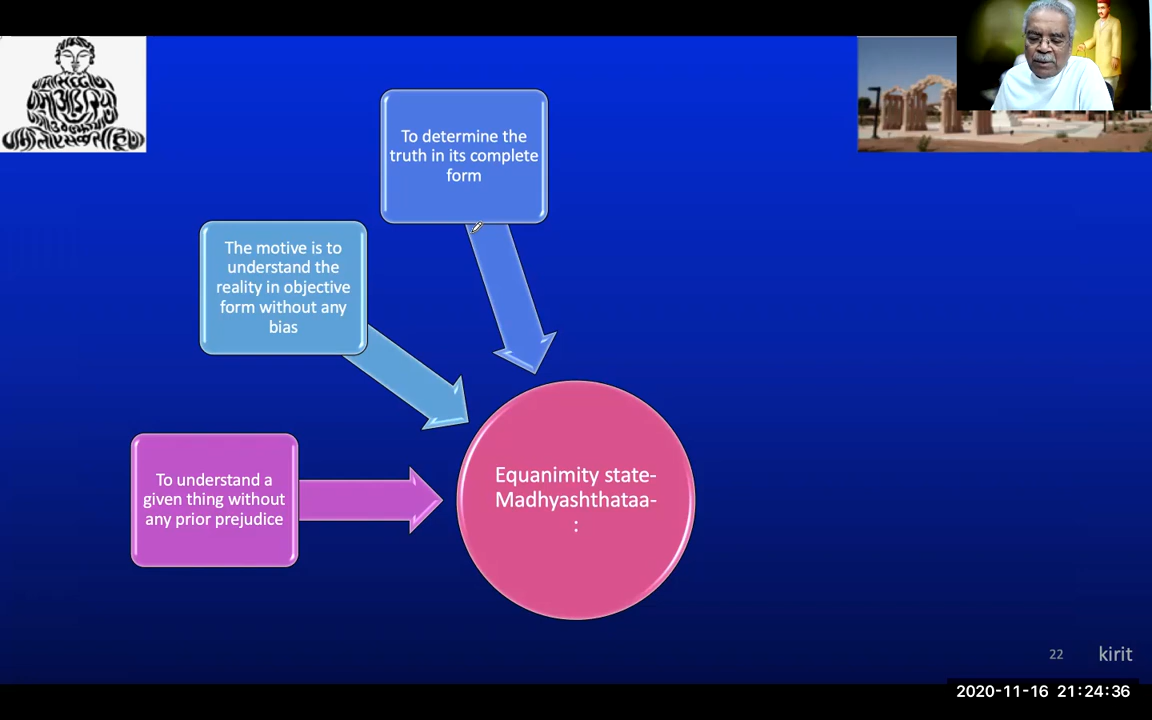 To determine the
truth in its complete
form
The motive is to
understand the
reality in objective
form without any
bias
To understand a
given thing without
any prior prejudice
Equanimity state-
Madhyashthataa-
:
22
kirit
2020-11-16 21:24:36